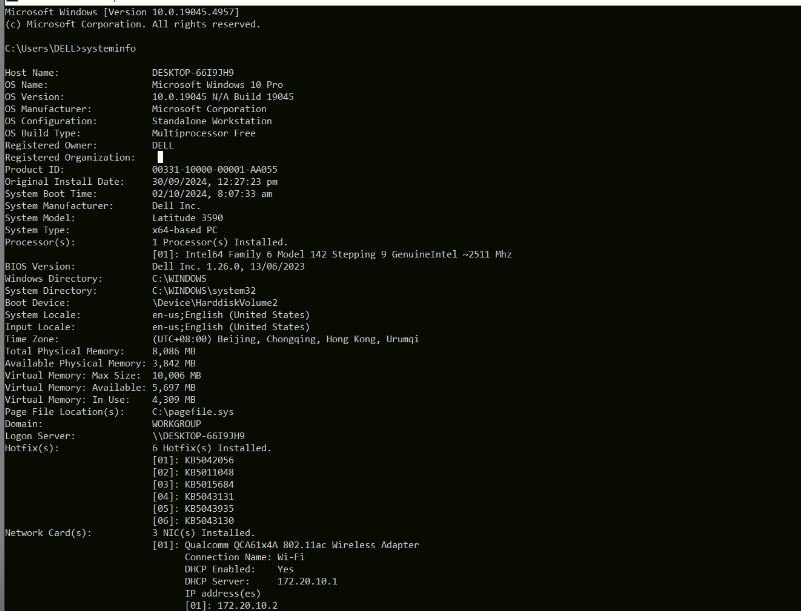 Microsoft Windows [Version 10.0.19045.4957]
(c) Microsoft Corporation. All rights reserved.
C:\Users\DELL>systeminfo
Host Name: DESKTOP-66I9JH9
OS Name: Microsoft Windows 10 Pro
OS Version: 10.0.19045 N/A Build 19045
OS Manufacturer: Microsoft Corporation
OS Configuration: Standalone Workstation
OS Build Type: Multiprocessor Free
Registered Owner: DELL
Registered Organization:
Product ID: 00331-10000-00001-AA055
Original Install Date: 30/09/2024, 12:27:23 pm
System Boot Time: 02/10/2024, 8:07:33 am
System Manufacturer: Dell Inc.
System Model: Latitude 3590
System Type: x64-based PC
Processor(s): 1 Processor(s) Installed.
[01]: Intel64 Family 6 Model 142 Stepping 9 GenuineIntel ~2511 Mhz
BIOS Version: Dell Inc. 1.26.0, 13/06/2023
Windows Directory: C:\WINDOWS
System Directory: C:\WINDOWS\system32
Boot Device: \Device\HarddiskVolume2
System Locale: en-us;English (United States)
Input Locale: en-us;English (United States)
Time Zone: (UTC+08:00) Beijing, Chongqing, Hong Kong, Urumqi
Total Physical Memory: 8,086 MB
Available Physical Memory: 3,842 MB
Virtual Memory: Max Size: 10,006 MB
Virtual Memory: Available: 5,697 MB
Virtual Memory: In Use: 4,309 MB
Page File Location(s): C:\pagefile.sys
Domain: WORKGROUP
Logon Server: \\DESKTOP-66I9JH9
Hotfix(s): 6 Hotfix(s) Installed.
[01]: KB5042056
[02]: KB5011048
[03]: KB5015684
[04]: KB5043131
[05]: KB5043935
[06]: KB5043130
Network Card(s): 3 NIC(s) Installed.
[01]: Qualcomm QCA61x4A 802.11ac Wireless Adapter
Connection Name: Wi-Fi
DHCP Enabled: Yes
DHCP Server: 172.20.10.1
IP address(es)
[01]: 172.20.10.2